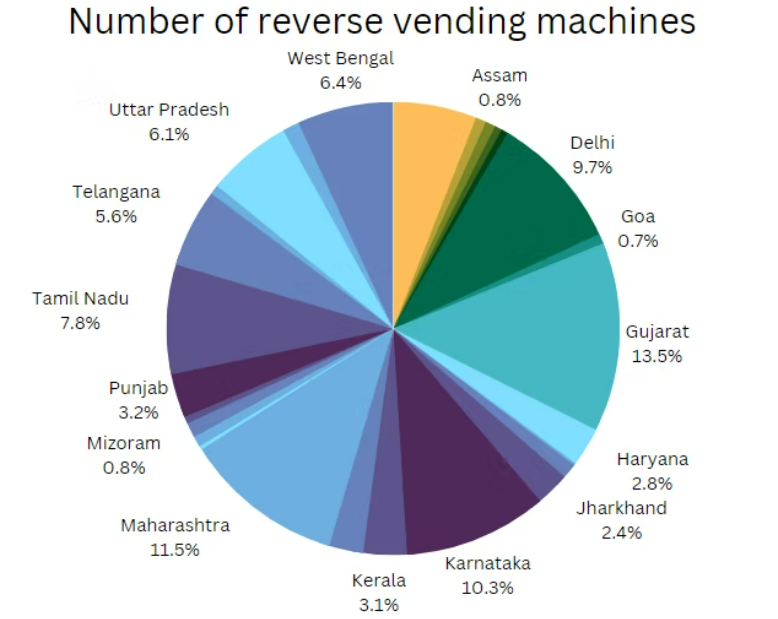 Number of reverse vending machines
West Bengal
6.4%
Assam
0.8%
Uttar Pradesh
6.1%
Delhi
9.7%
Telangana
5.6%
Goa
0.7%
Tamil Nadu
7.8%
Gujarat
13.5%
Punjab
3.2%
Mizoram
0.8%
Haryana
2.8%
Jharkhand
2.4%
Maharashtra
11.5%
Karnataka
10.3%
Kerala
3.1%